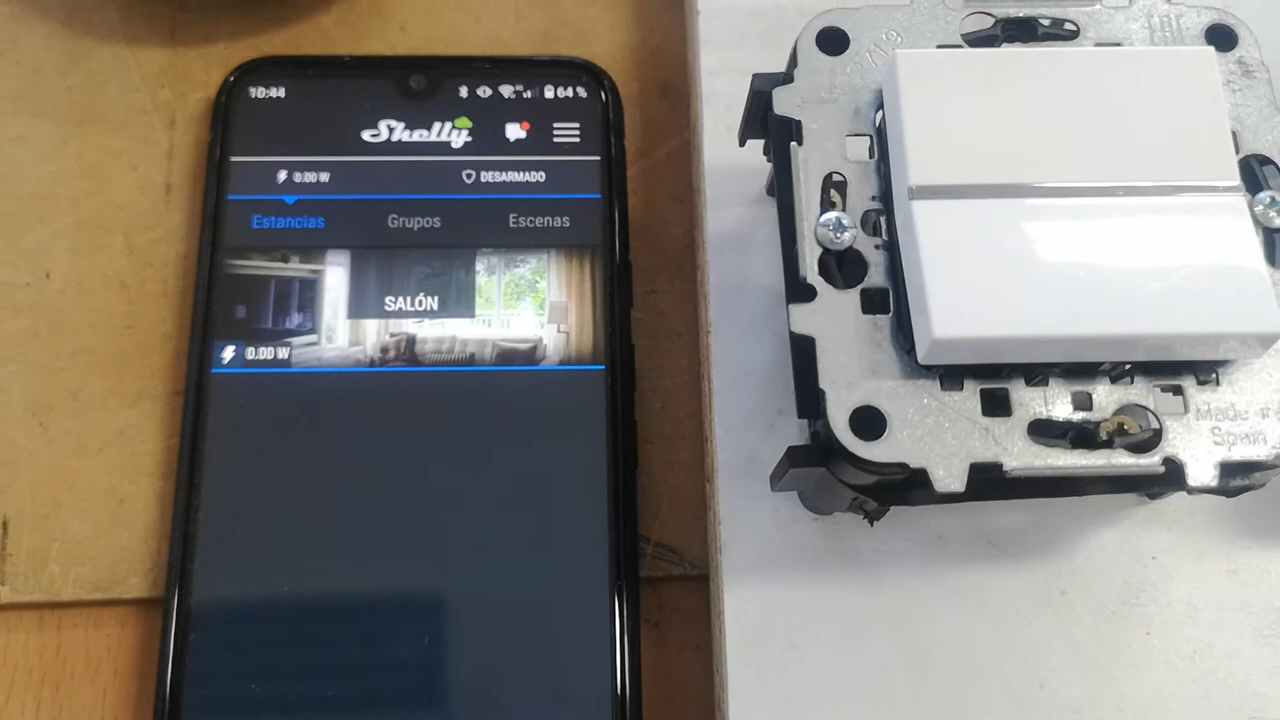 10:44 64 %
Shelly
0.00 W DESARMADO
Estancias Grupos Escenas
SALÓN
0.00 W
Made in
Spain